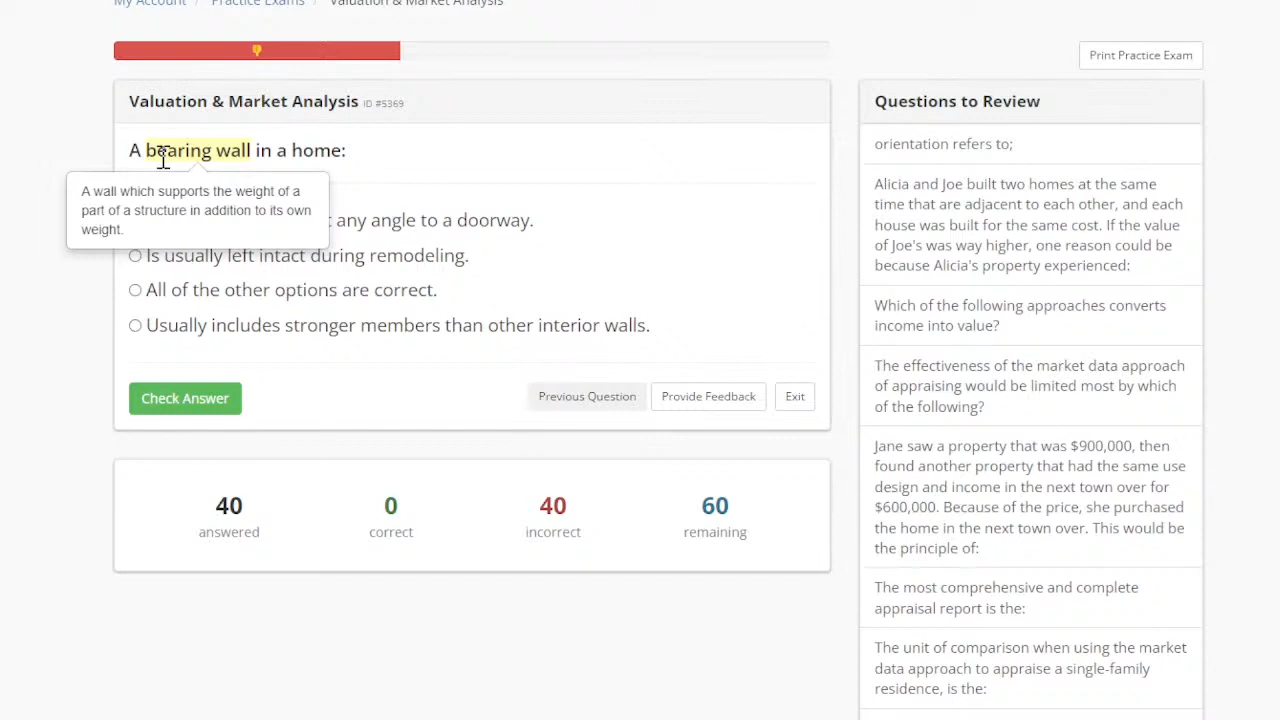 My Account / Practice Exams / Valuation & Market Analysis
Print Practice Exam
Valuation & Market Analysis ID #5369
A bearing wall in a home:
A wall which supports the weight of a
part of a structure in addition to its own
weight.
any angle to a doorway.
Is usually left intact during remodeling.
All of the other options are correct.
Usually includes stronger members than other interior walls.
Check Answer
Previous Question
Provide Feedback
Exit
40
answered
0
correct
40
incorrect
60
remaining
Questions to Review
orientation refers to;
Alicia and Joe built two homes at the same
time that are adjacent to each other, and each
house was built for the same cost. If the value
of Joe's was way higher, one reason could be
because Alicia's property experienced:
Which of the following approaches converts
income into value?
The effectiveness of the market data approach
of appraising would be limited most by which
of the following?
Jane saw a property that was $900,000, then
found another property that had the same use
design and income in the next town over for
$600,000. Because of the price, she purchased
the home in the next town over. This would be
the principle of:
The most comprehensive and complete
appraisal report is the:
The unit of comparison when using the market
data approach to appraise a single-family
residence, is the: